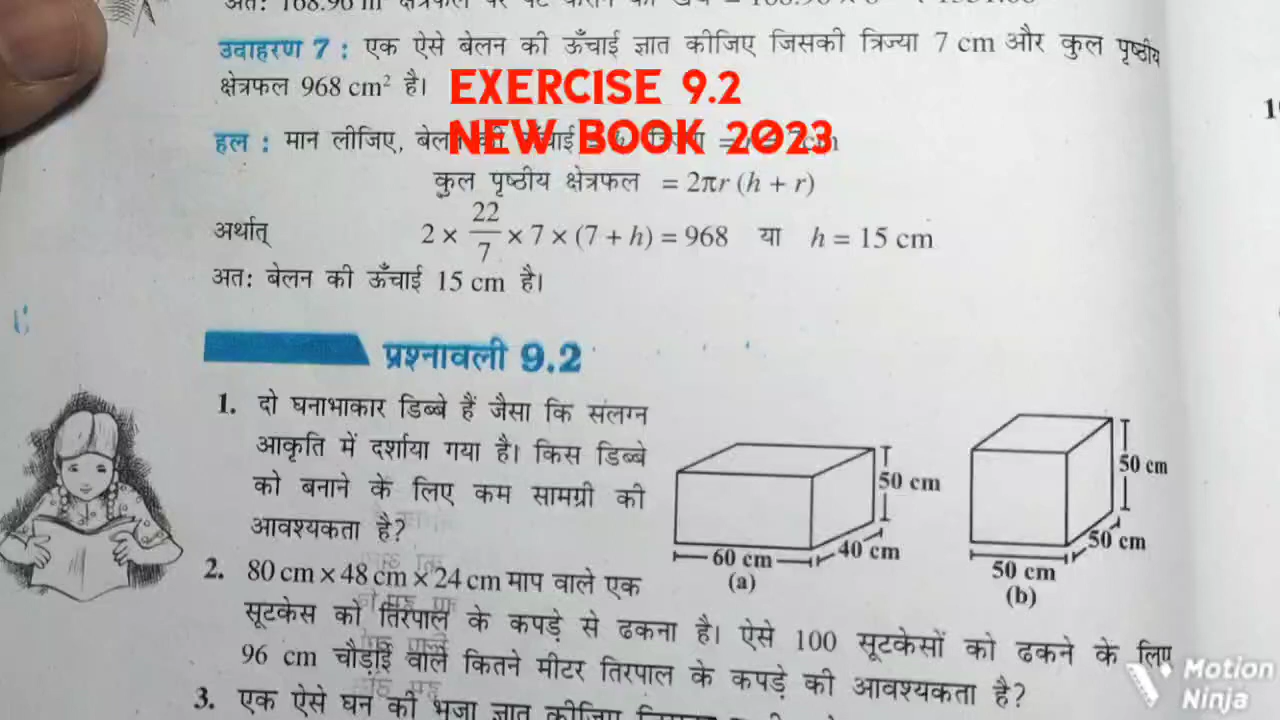 उदाहरण 7 : एक ऐसे बेलन की ऊँचाई ज्ञात कीजिए जिसकी त्रिज्या 7 cm और कुल पृष्ठीय
क्षेत्रफल 968 cm² है।
EXERCISE 9.2
NEW BOOK 2023
हल : मान लीजिए, बेलन
कुल पृष्ठीय क्षेत्रफल = 2πr (h + r)
अर्थात् 2 × 22/7 × 7 × (7 + h) = 968 या h = 15 cm
अतः बेलन की ऊँचाई 15 cm है।
प्रश्नावली 9.2
1. दो घनाभाकार डिब्बे हैं जैसा कि संलग्न
आकृति में दर्शाया गया है। किस डिब्बे
को बनाने के लिए कम सामग्री की
आवश्यकता है?
50 cm
60 cm
40 cm
(a)
50 cm
50 cm
50 cm
(b)
2. 80 cm × 48 cm × 24 cm माप वाले एक
सूटकेस को तिरपाल के कपड़े से ढकना है। ऐसे 100 सूटकेसों को ढकने के लिए
96 cm चौड़ाई वाले कितने मीटर तिरपाल के कपड़े की आवश्यकता है?
3. एक ऐसे घन की भुजा ज्ञात कीजिए
Motion
Ninja